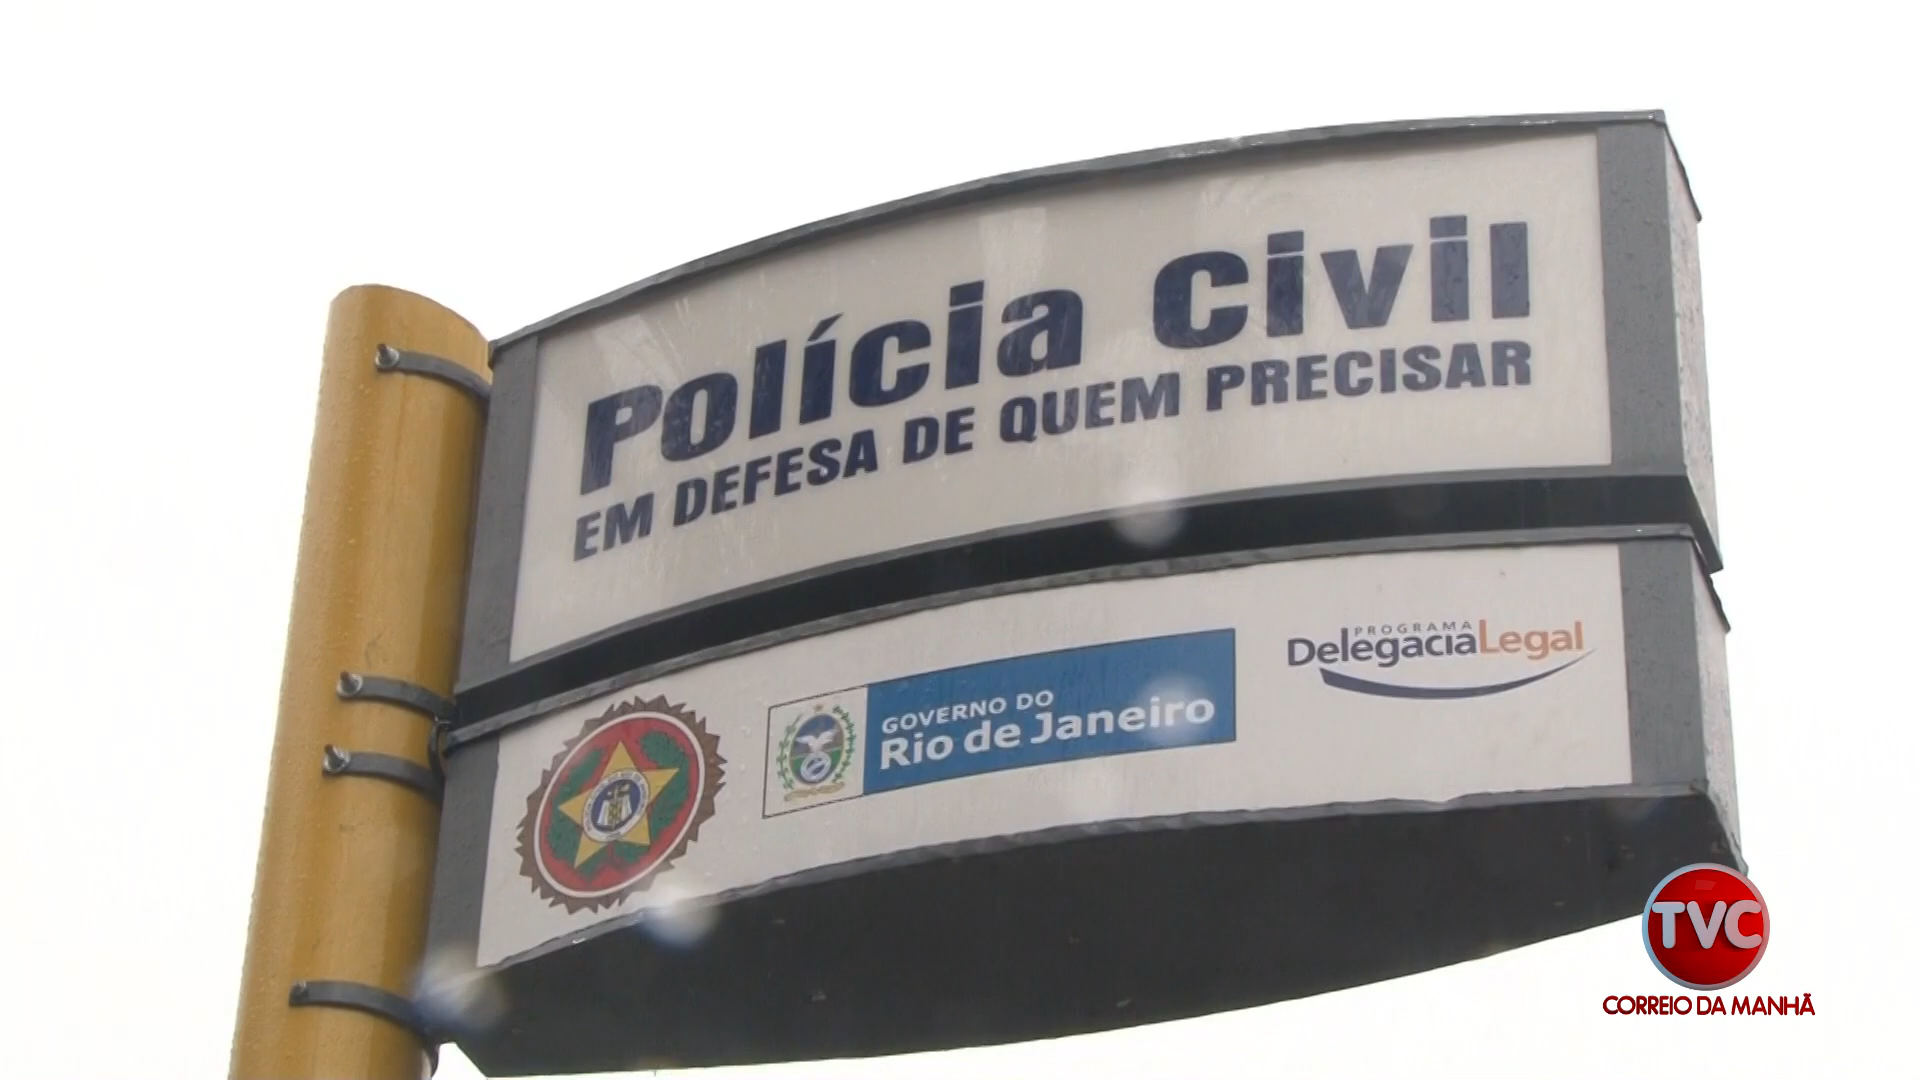 Polícia Civil
EM DEFESA DE QUEM PRECISAR
GOVERNO DO
Rio de Janeiro
PROGRAMA
DelegaciaLegal
TVC
CORREIO DA MANHÃ